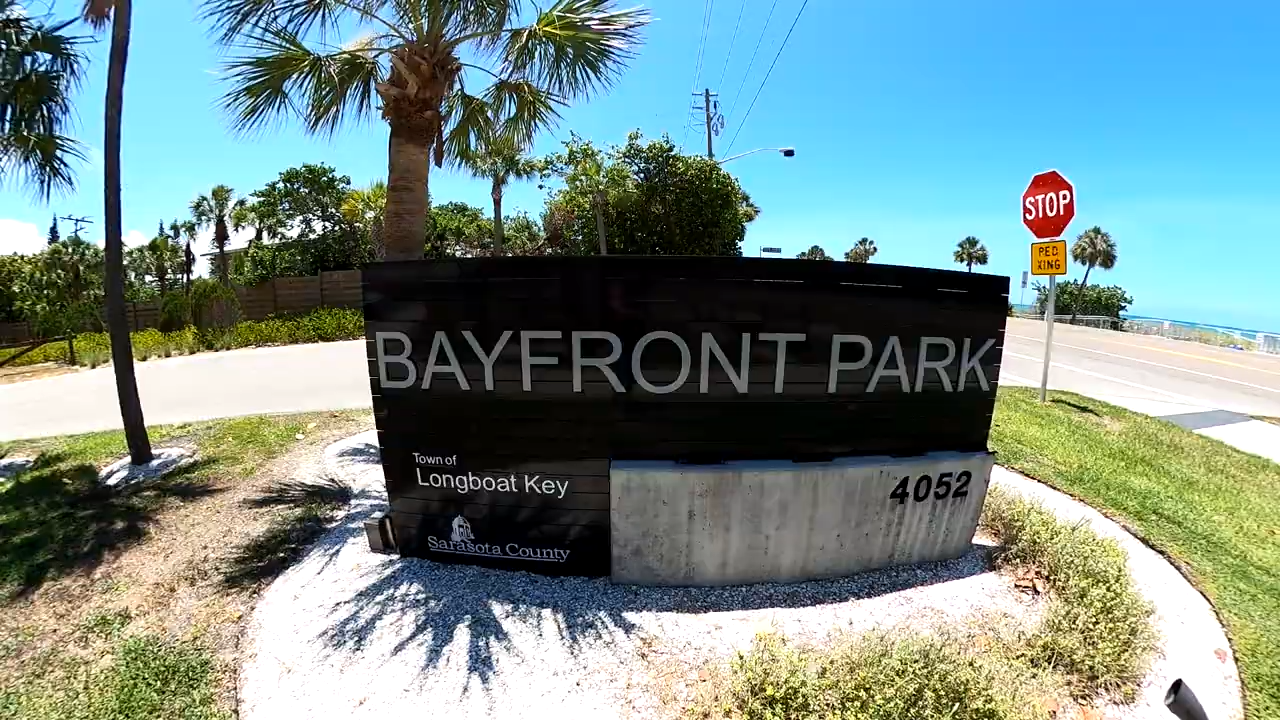 STOP
PED
XING
BAYFRONT PARK
Town of
Longboat Key
4052
Sarasota County